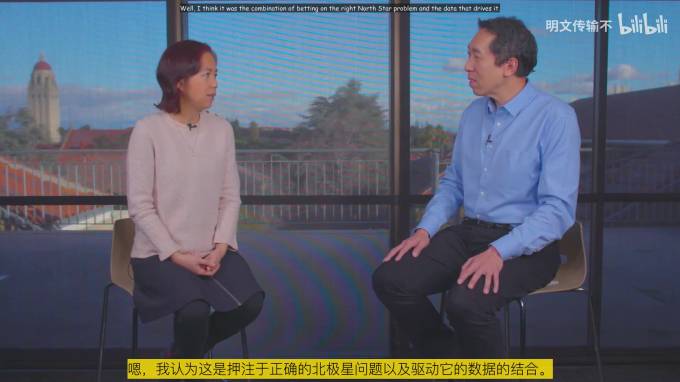 Well, I think it was the combination of betting on the right North Star problem and the data that drives it
明文传输不 bilibili
嗯，我认为这是押注于正确的北极星问题以及驱动它的数据的结合。